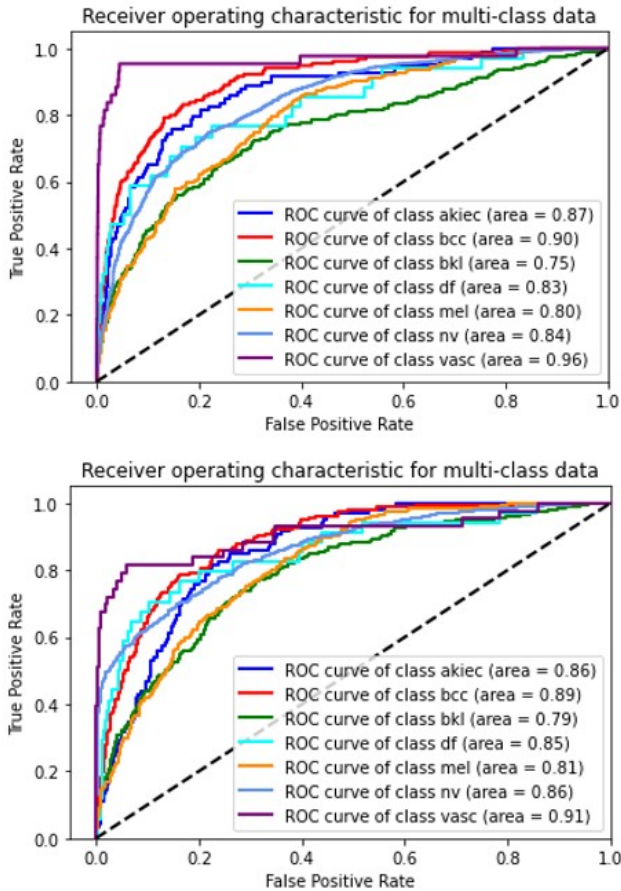 Receiver operating characteristic for multi-class data
1.0
0.8
0.6
0.4
0.2
0.0
True Positive Rate
ROC curve of class akiec (area = 0.87)
ROC curve of class bcc (area = 0.90)
ROC curve of class bkl (area = 0.75)
ROC curve of class df (area = 0.83)
ROC curve of class mel (area = 0.80)
ROC curve of class nv (area = 0.84)
ROC curve of class vasc (area = 0.96)
0.0 0.2 0.4 0.6 0.8 1.0
False Positive Rate
Receiver operating characteristic for multi-class data
1.0
0.8
0.6
0.4
0.2
0.0
True Positive Rate
ROC curve of class akiec (area = 0.86)
ROC curve of class bcc (area = 0.89)
ROC curve of class bkl (area = 0.79)
ROC curve of class df (area = 0.85)
ROC curve of class mel (area = 0.81)
ROC curve of class nv (area = 0.86)
ROC curve of class vasc (area = 0.91)
0.0 0.2 0.4 0.6 0.8 1.0
False Positive Rate